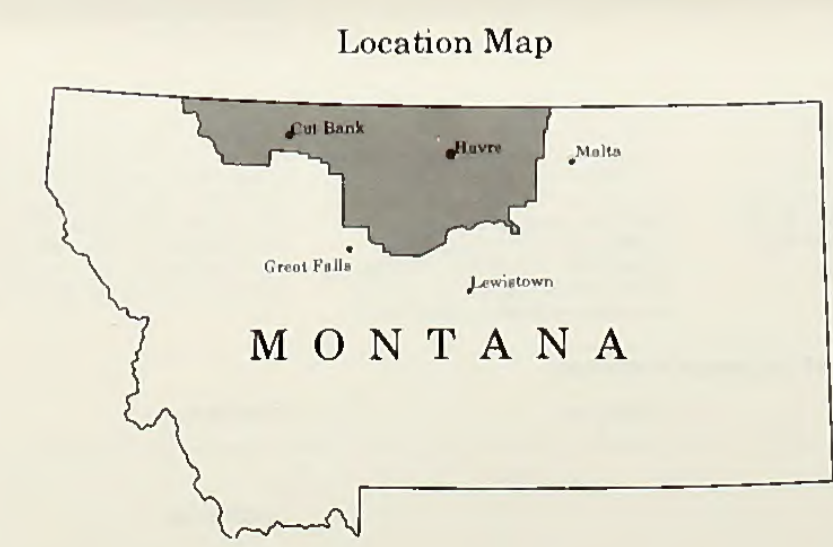 Location Map
Cut Bank
Havre
Malta
Great Falls
Lewistown
MONTANA